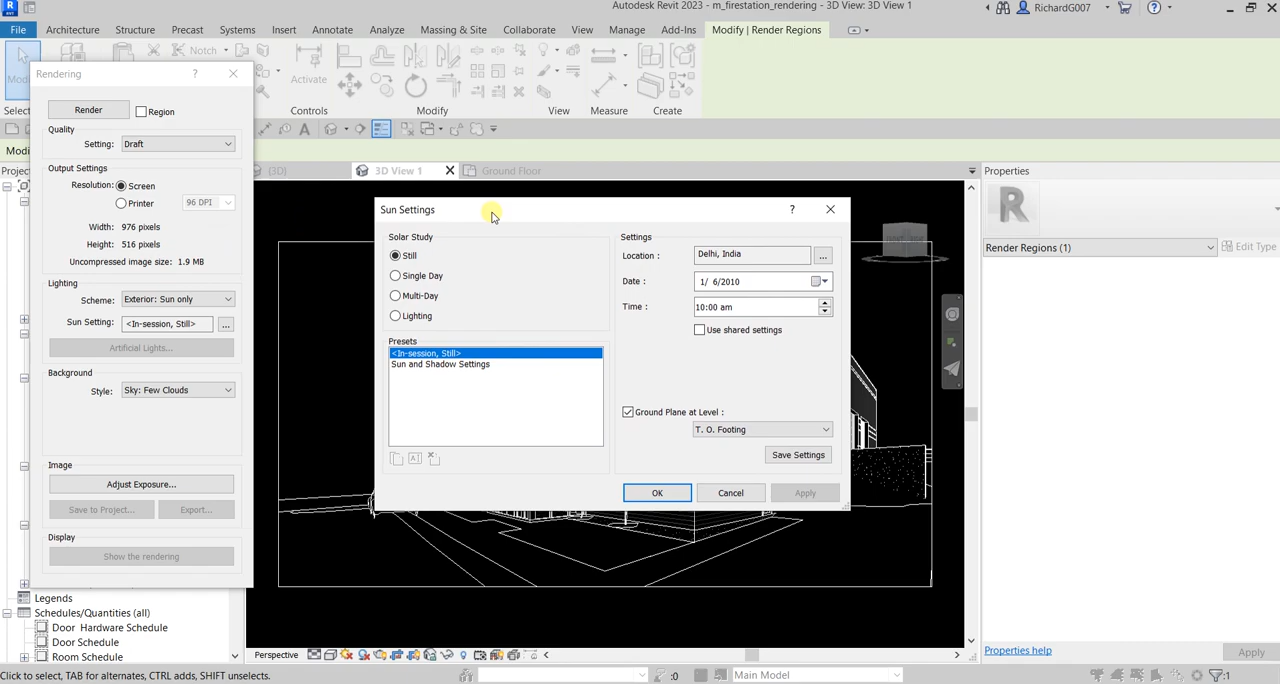 Autodesk Revit 2023 - m_firestation_rendering - 3D View: 3D View 1
RichardG007
File Architecture Structure Precast Systems Insert Annotate Analyze Massing & Site Collaborate View Manage Add-Ins Modify | Render Regions
Notch
Activate
Select Controls Modify View Measure Create
Rendering
Render
Region
Quality
Setting: Draft
Output Settings
Resolution: Screen
Printer 96 DPI
Width: 976 pixels
Height: 516 pixels
Uncompressed image size: 1.9 MB
Lighting
Scheme: Exterior: Sun only
Sun Setting: <In-session, Still> ...
Artificial Lights...
Background
Style: Sky: Few Clouds
Image
Adjust Exposure...
Save to Project... Export...
Display
Show the rendering
{3D}
3D View 1
Ground Floor
Sun Settings
Solar Study
Still
Single Day
Multi-Day
Lighting
Presets
<In-session, Still>
Sun and Shadow Settings
Settings
Location : Delhi, India ...
Date : 1/ 6/2010
Time : 10:00 am
Use shared settings
Ground Plane at Level :
T. O. Footing
Save Settings
OK Cancel Apply
Properties
R
Render Regions (1) Edit Type
Properties help Apply
Legends
Schedules/Quantities (all)
Door Hardware Schedule
Door Schedule
Room Schedule
Perspective
Click to select, TAB for alternates, CTRL adds, SHIFT unselects.
:0
Main Model
:1